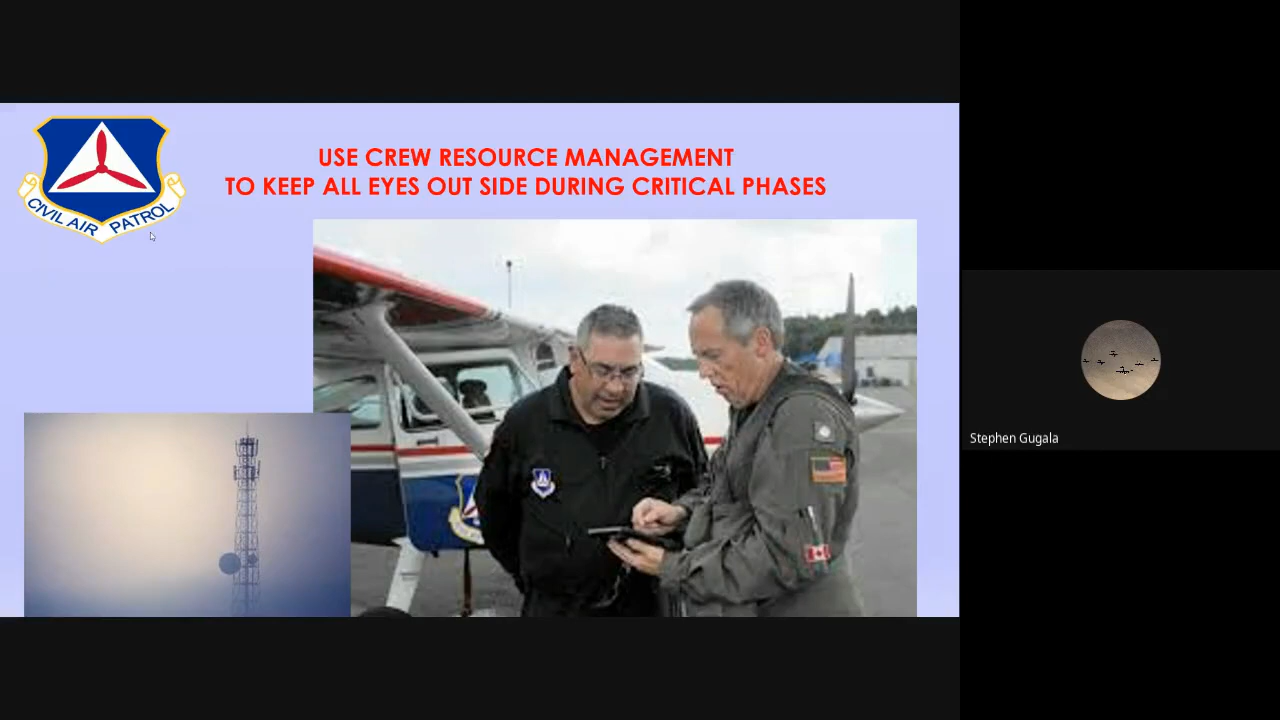 USE CREW RESOURCE MANAGEMENT
TO KEEP ALL EYES OUT SIDE DURING CRITICAL PHASES
CIVIL AIR PATROL
Stephen Gugala